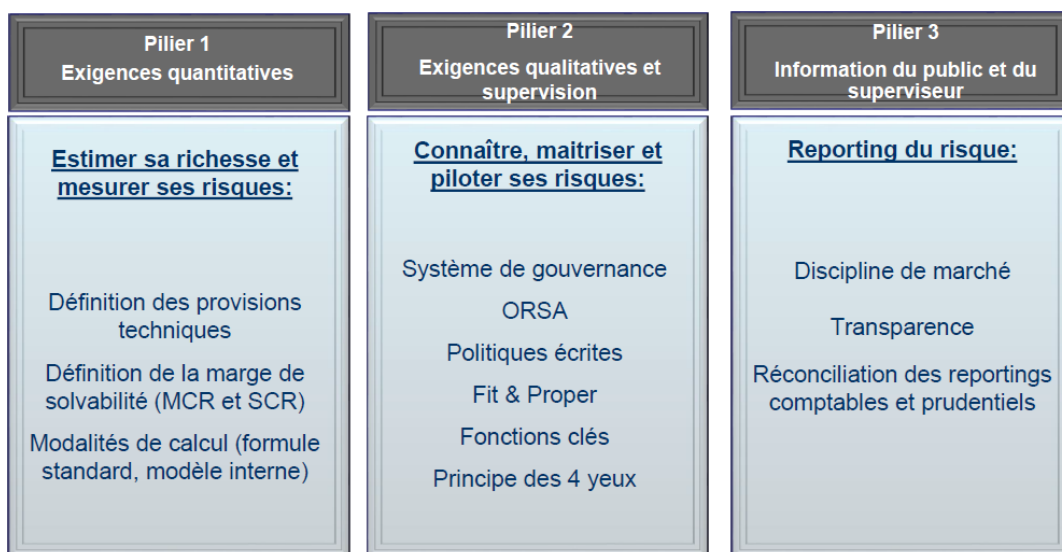 Pilier 1
Exigences quantitatives
Estimer sa richesse et
mesurer ses risques:
Définition des provisions
techniques
Définition de la marge de
solvabilité (MCR et SCR)
Modalités de calcul (formule
standard, modèle interne)
Pilier 2
Exigences qualitatives et
supervision
Connaître, maitriser et
piloter ses risques:
Système de gouvernance
ORSA
Politiques écrites
Fit & Proper
Fonctions clés
Principe des 4 yeux
Pilier 3
Information du public et du
superviseur
Reporting du risque:
Discipline de marché
Transparence
Réconciliation des reportings
comptables et prudentiels